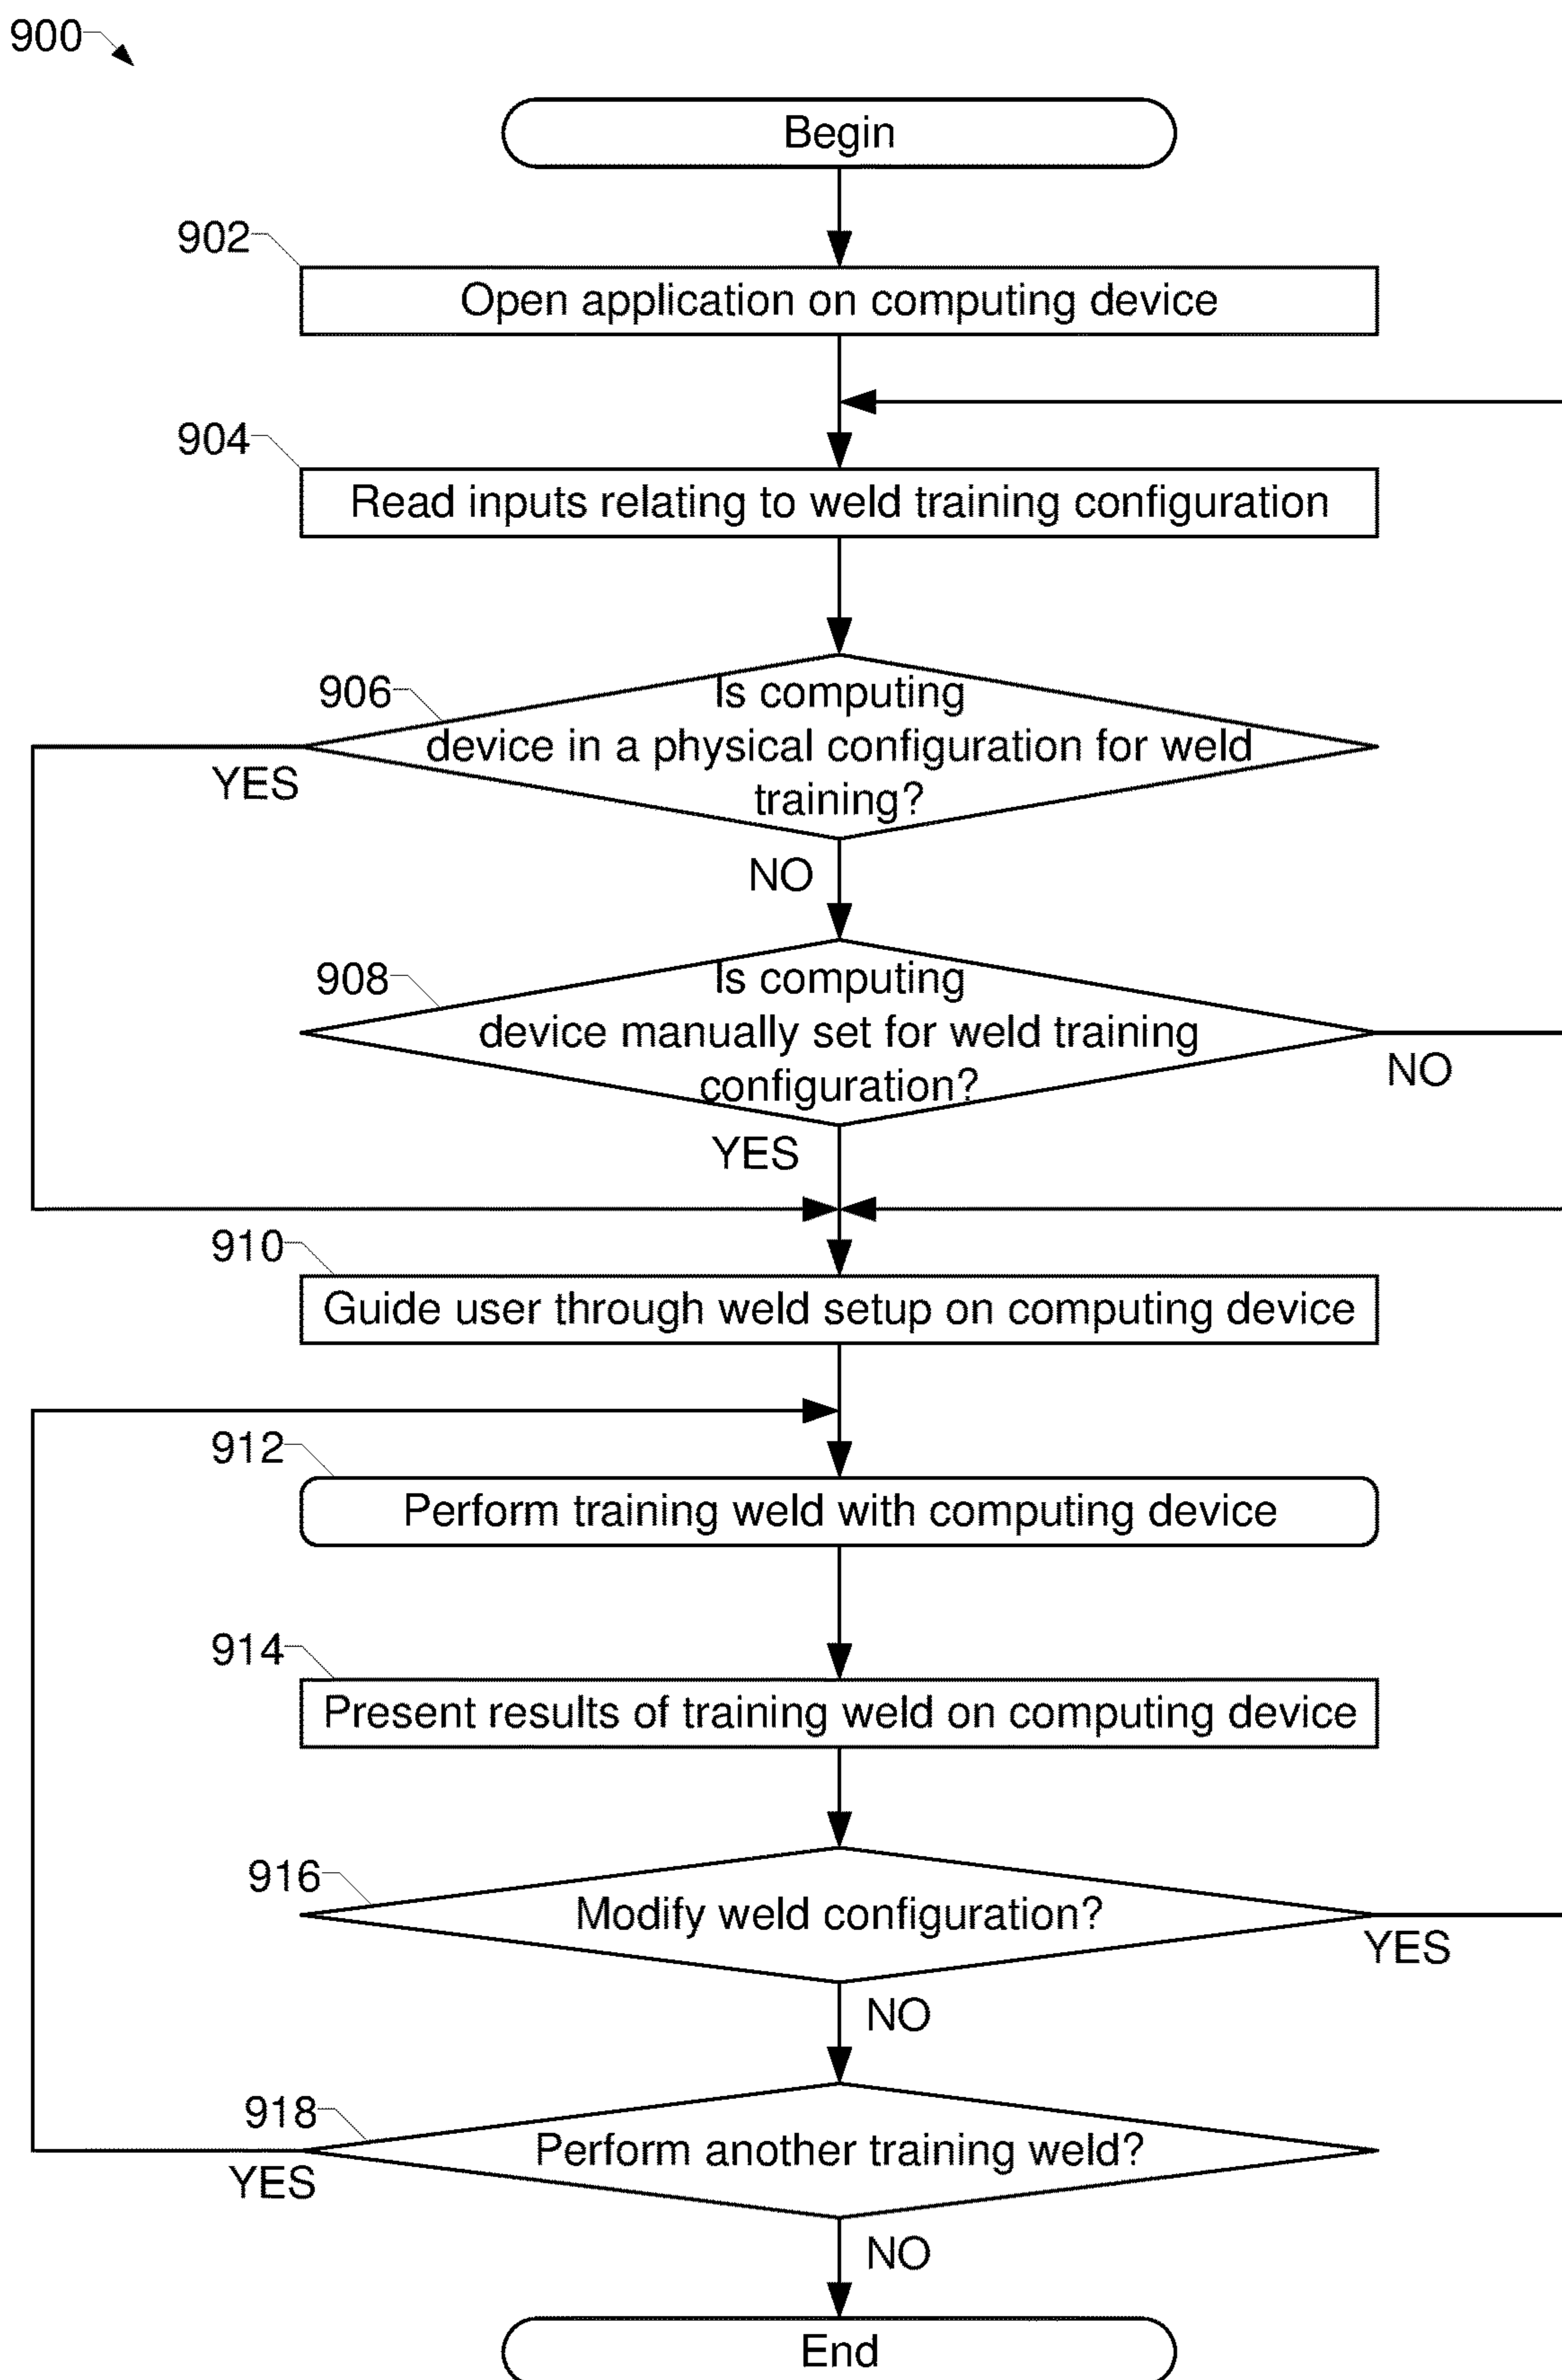 900
Begin
902
Open application on computing device
904
Read inputs relating to weld training configuration
906
Is computing
device in a physical configuration for weld
training?
YES
NO
908
Is computing
device manually set for weld training
configuration?
NO
YES
910
Guide user through weld setup on computing device
912
Perform training weld with computing device
914
Present results of training weld on computing device
916
Modify weld configuration?
YES
NO
918
Perform another training weld?
YES
NO
End